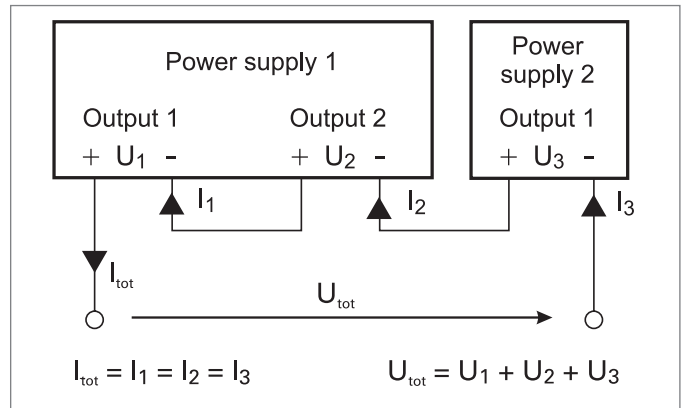 Power supply 1
Power
supply 2
Output 1 Output 2 Output 1
+ U₁ - + U₂ - + U₃ -
I₁ I₂ I₃
Iₜₒₜ
Uₜₒₜ
Iₜₒₜ = I₁ = I₂ = I₃ Uₜₒₜ = U₁ + U₂ + U₃